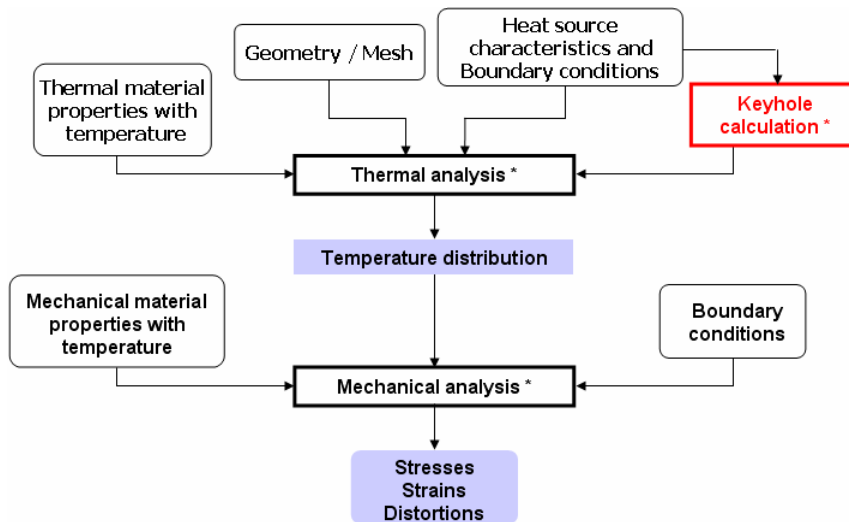 Heat source
characteristics and
Boundary conditions
Geometry / Mesh
Thermal material
properties with
temperature
Keyhole
calculation *
Thermal analysis *
Temperature distribution
Mechanical material
properties with
temperature
Boundary
conditions
Mechanical analysis *
Stresses
Strains
Distortions